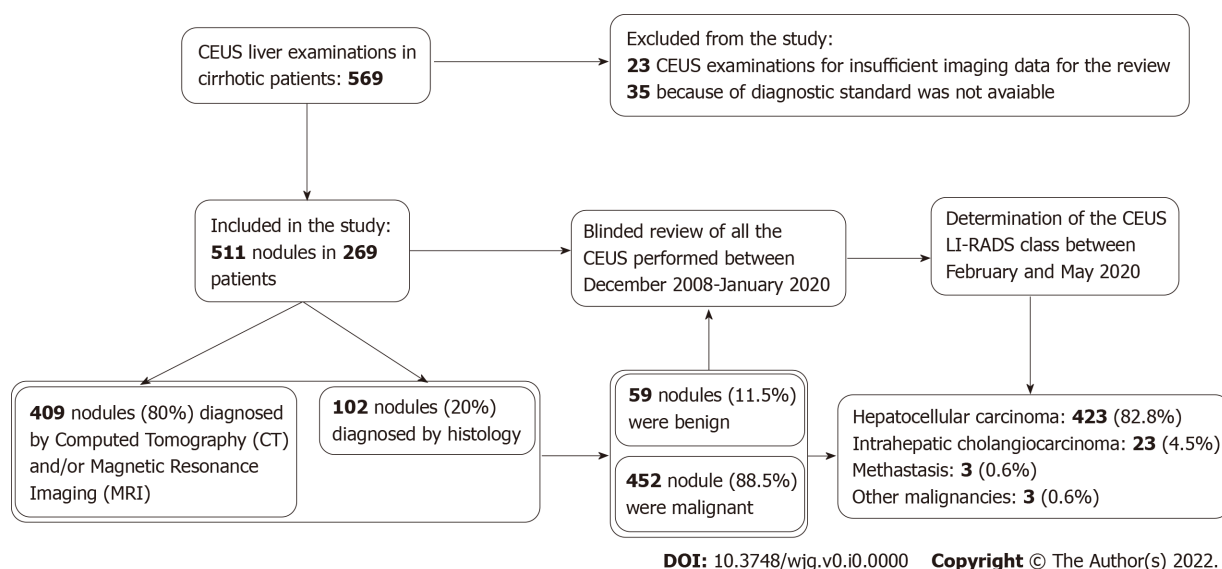 CEUS liver examinations in
cirrhotic patients: 569
Excluded from the study:
23 CEUS examinations for insufficient imaging data for the review
35 because of diagnostic standard was not avaiable
Included in the study:
511 nodules in 269
patients
Blinded review of all the
CEUS performed between
December 2008-January 2020
Determination of the CEUS
LI-RADS class between
February and May 2020
409 nodules (80%) diagnosed
by Computed Tomography (CT)
and/or Magnetic Resonance
Imaging (MRI)
102 nodules (20%)
diagnosed by histology
59 nodules (11.5%)
were benign
452 nodule (88.5%)
were malignant
Hepatocellular carcinoma: 423 (82.8%)
Intrahepatic cholangiocarcinoma: 23 (4.5%)
Methastasis: 3 (0.6%)
Other malignancies: 3 (0.6%)
DOI: 10.3748/wjg.v0.i0.0000 Copyright © The Author(s) 2022.